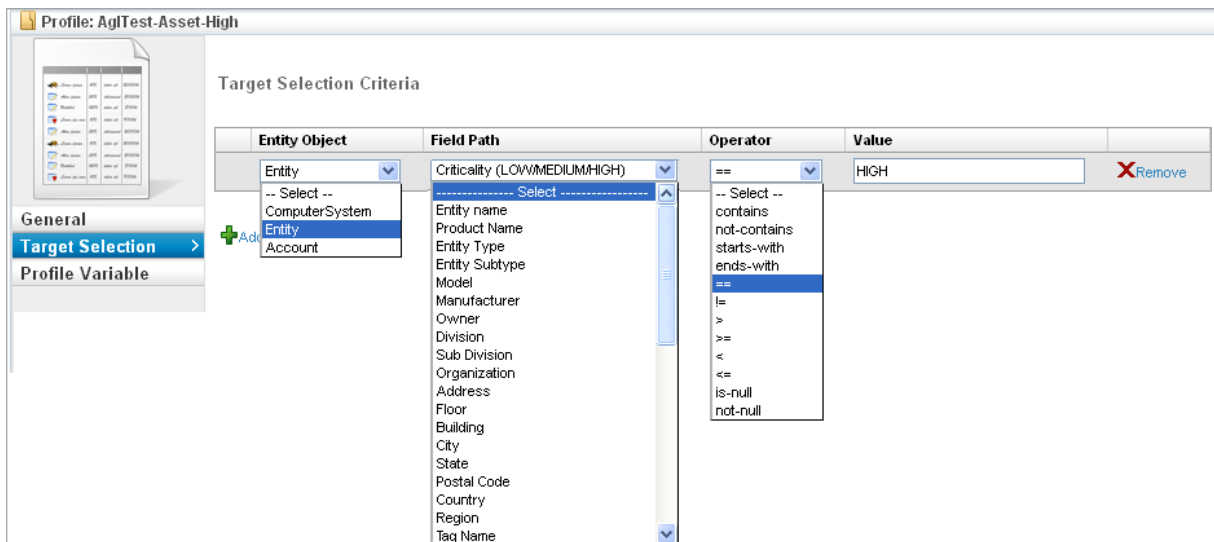 Profile: AglTest-Asset-High
Target Selection Criteria
Entity Object Field Path Operator Value
Entity Criticality (LOW/MEDIUM/HIGH) == HIGH Remove
-- Select --
ComputerSystem
Entity
Account
--------------- Select -----------------
Entity name
Product Name
Entity Type
Entity Subtype
Model
Manufacturer
Owner
Division
Sub Division
Organization
Address
Floor
Building
City
State
Postal Code
Country
Region
Tag Name
-- Select --
contains
not-contains
starts-with
ends-with
==
!=
>
>=
<
<=
is-null
not-null
General
Target Selection >
Profile Variable